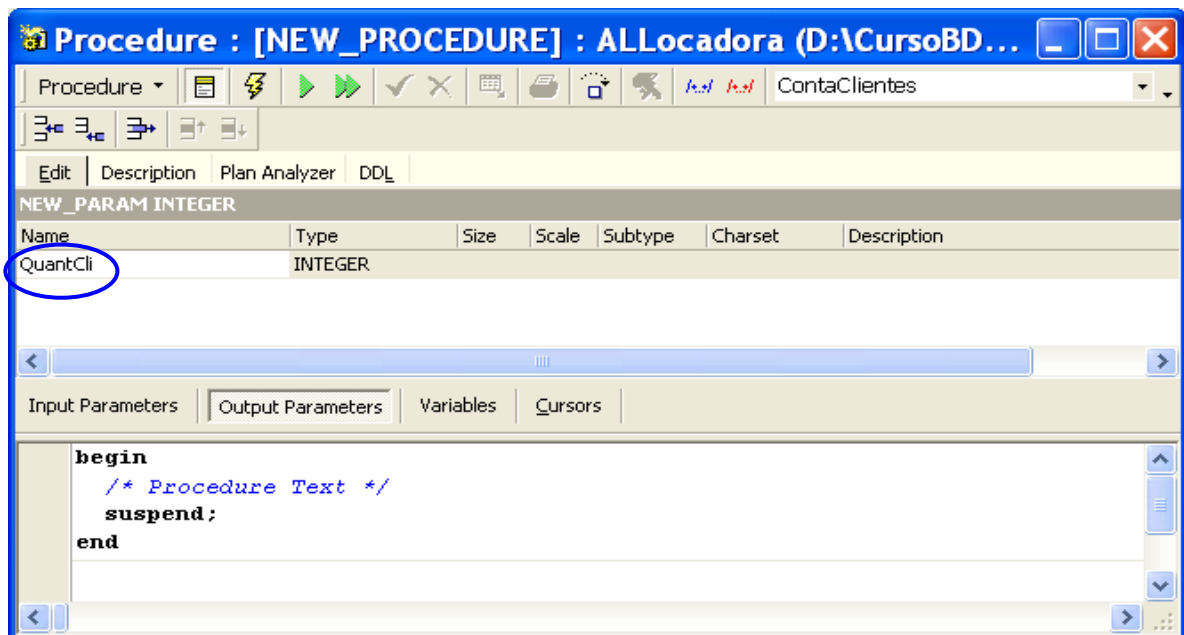 Procedure : [NEW_PROCEDURE] : ALLocadora (D:\CursoBD...
Procedure ContaClientes
Edit Description Plan Analyzer DDL
NEW_PARAM INTEGER
Name Type Size Scale Subtype Charset Description
QuantCli INTEGER
Input Parameters Output Parameters Variables Cursors
begin
/* Procedure Text */
suspend;
end